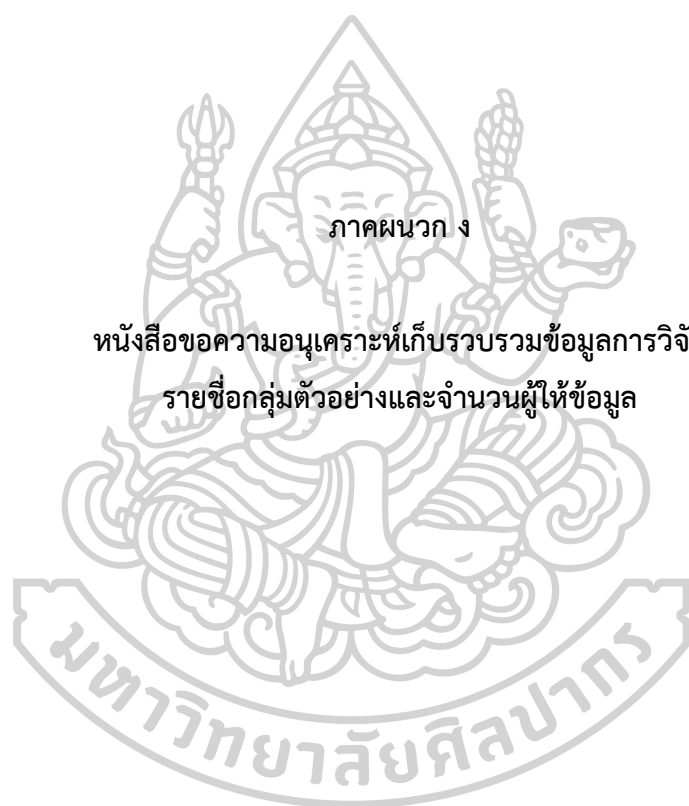 ภาคผนวก ง
หนังสือขอความอนุเคราะห์เก็บรวบรวมข้อมูลการวิจั
รายชื่อกลุ่มตัวอย่างและจำนวนผู้ให้ข้อมูล
มหาวิทยาลัยศิลปากร